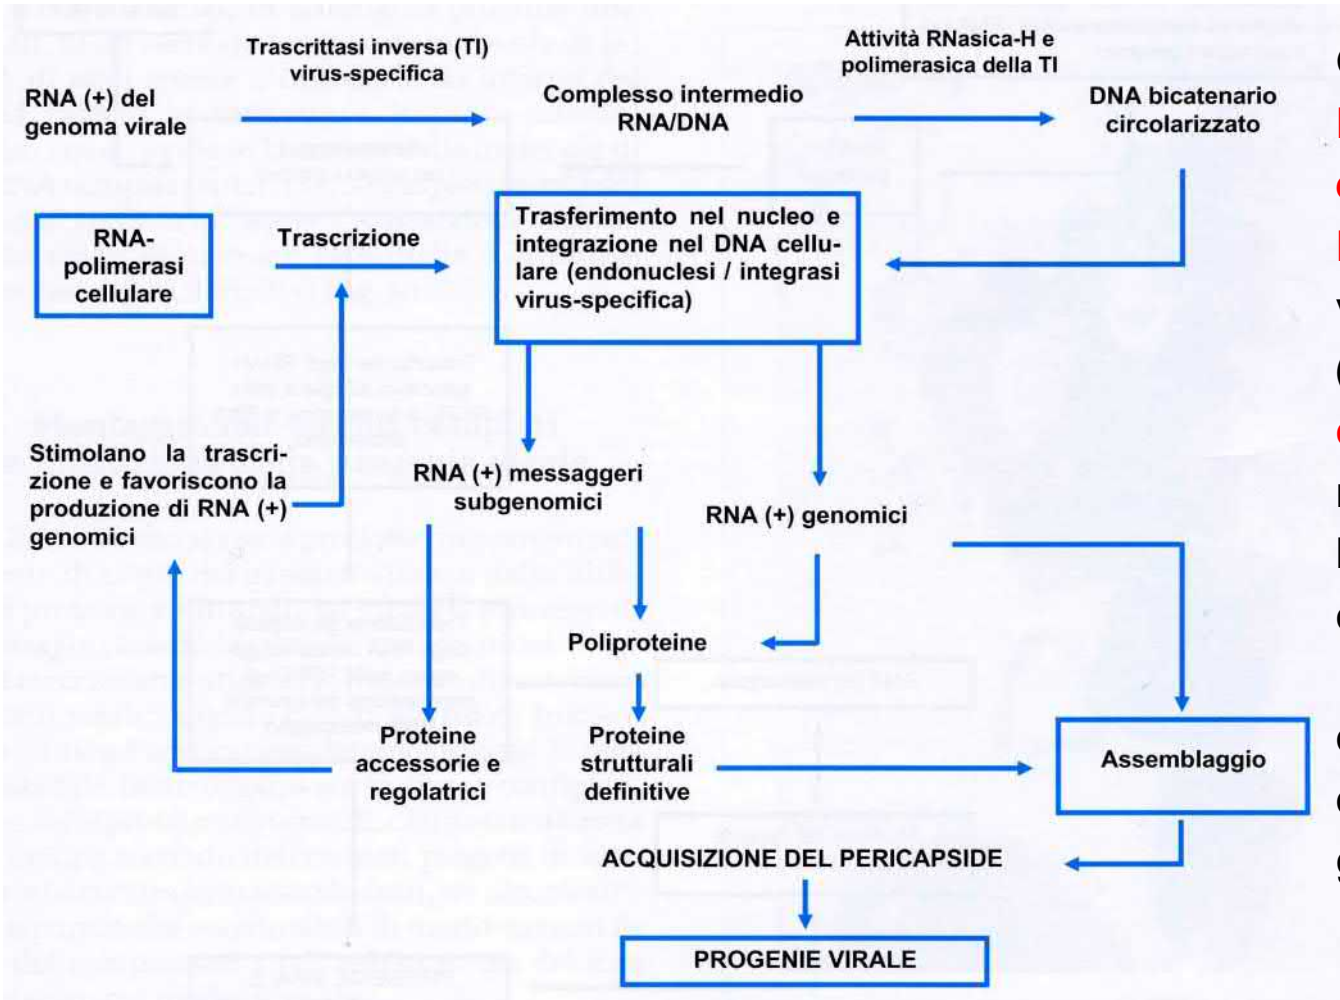 Trascrittasi inversa (TI)
virus-specifica
Attività RNasica-H e
polimerasica della TI
RNA (+) del
genoma virale
Complesso intermedio
RNA/DNA
DNA bicatenario
circolarizzato
RNA-
polimerasi
cellulare
Trascrizione
Trasferimento nel nucleo e
integrazione nel DNA cellu-
lare (endonuclesi / integrasi
virus-specifica)
Stimolano la trascri-
zione e favoriscono la
produzione di RNA (+)
genomici
RNA (+) messaggeri
subgenomici
RNA (+) genomici
Poliproteine
Proteine
accessorie e
regolatrici
Proteine
strutturali
definitive
Assemblaggio
ACQUISIZIONE DEL PERICAPSIDE
PROGENIE VIRALE